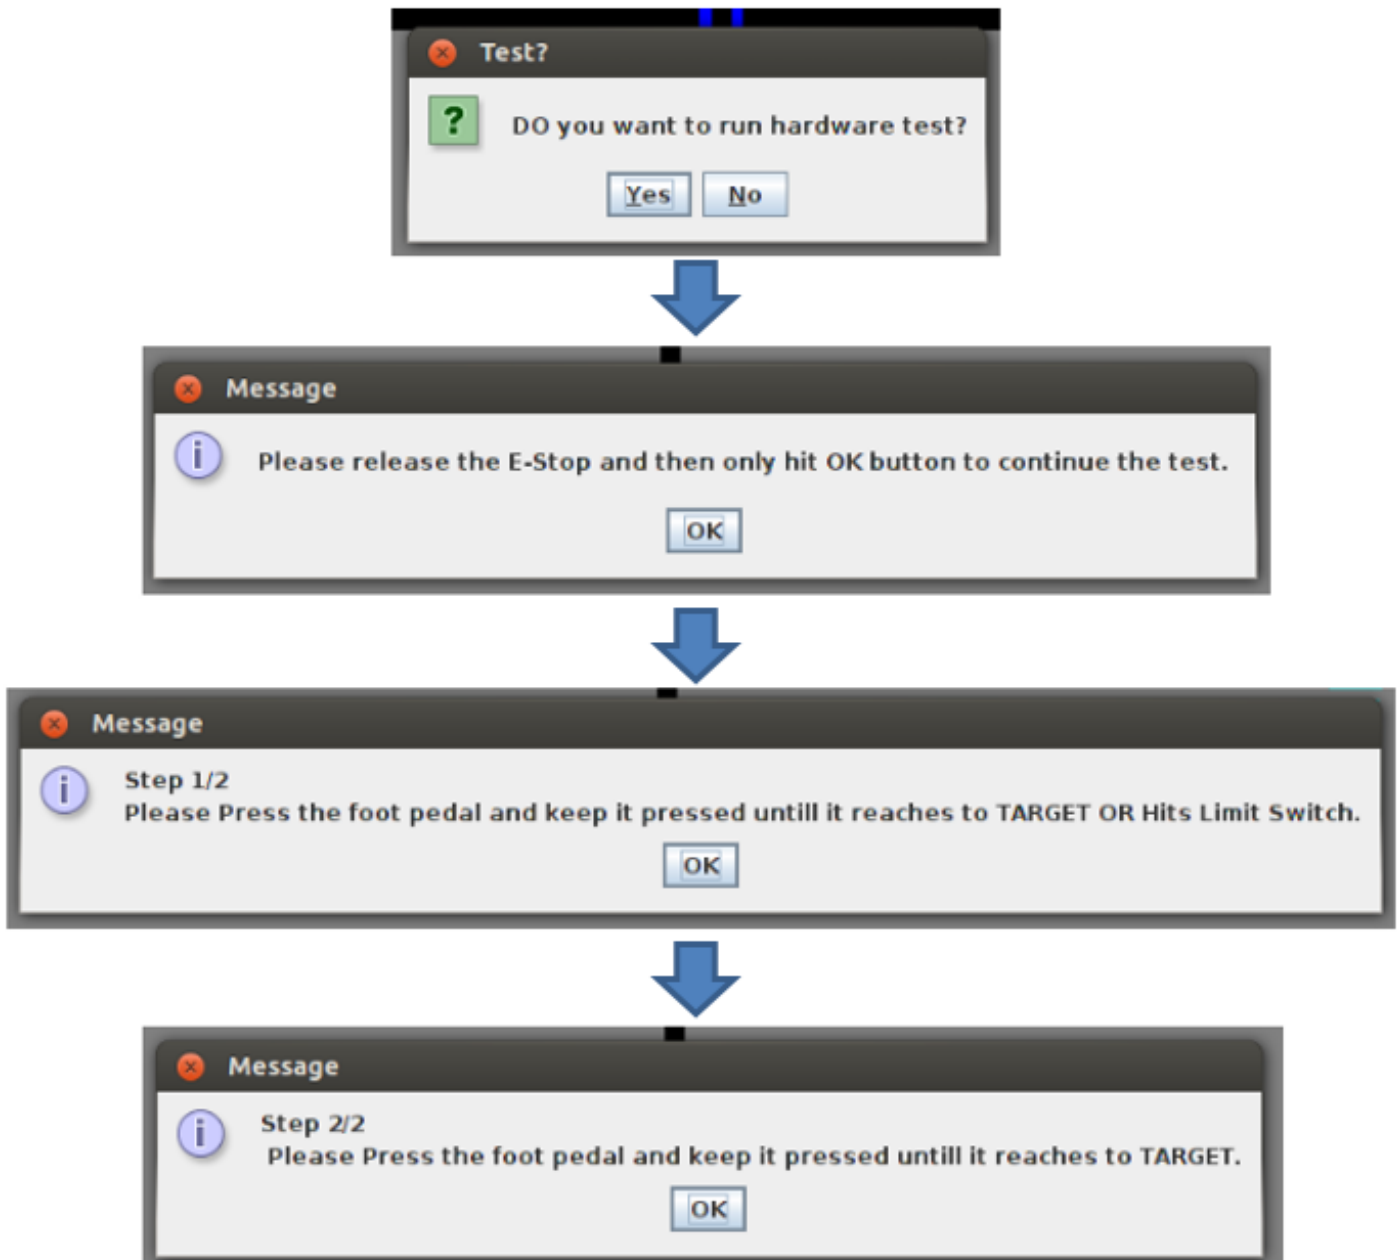 Test?
?
DO you want to run hardware test?
Yes No
Message
i
Please release the E-Stop and then only hit OK button to continue the test.
OK
Message
i
Step 1/2
Please Press the foot pedal and keep it pressed untill it reaches to TARGET OR Hits Limit Switch.
OK
Message
i
Step 2/2
Please Press the foot pedal and keep it pressed untill it reaches to TARGET.
OK